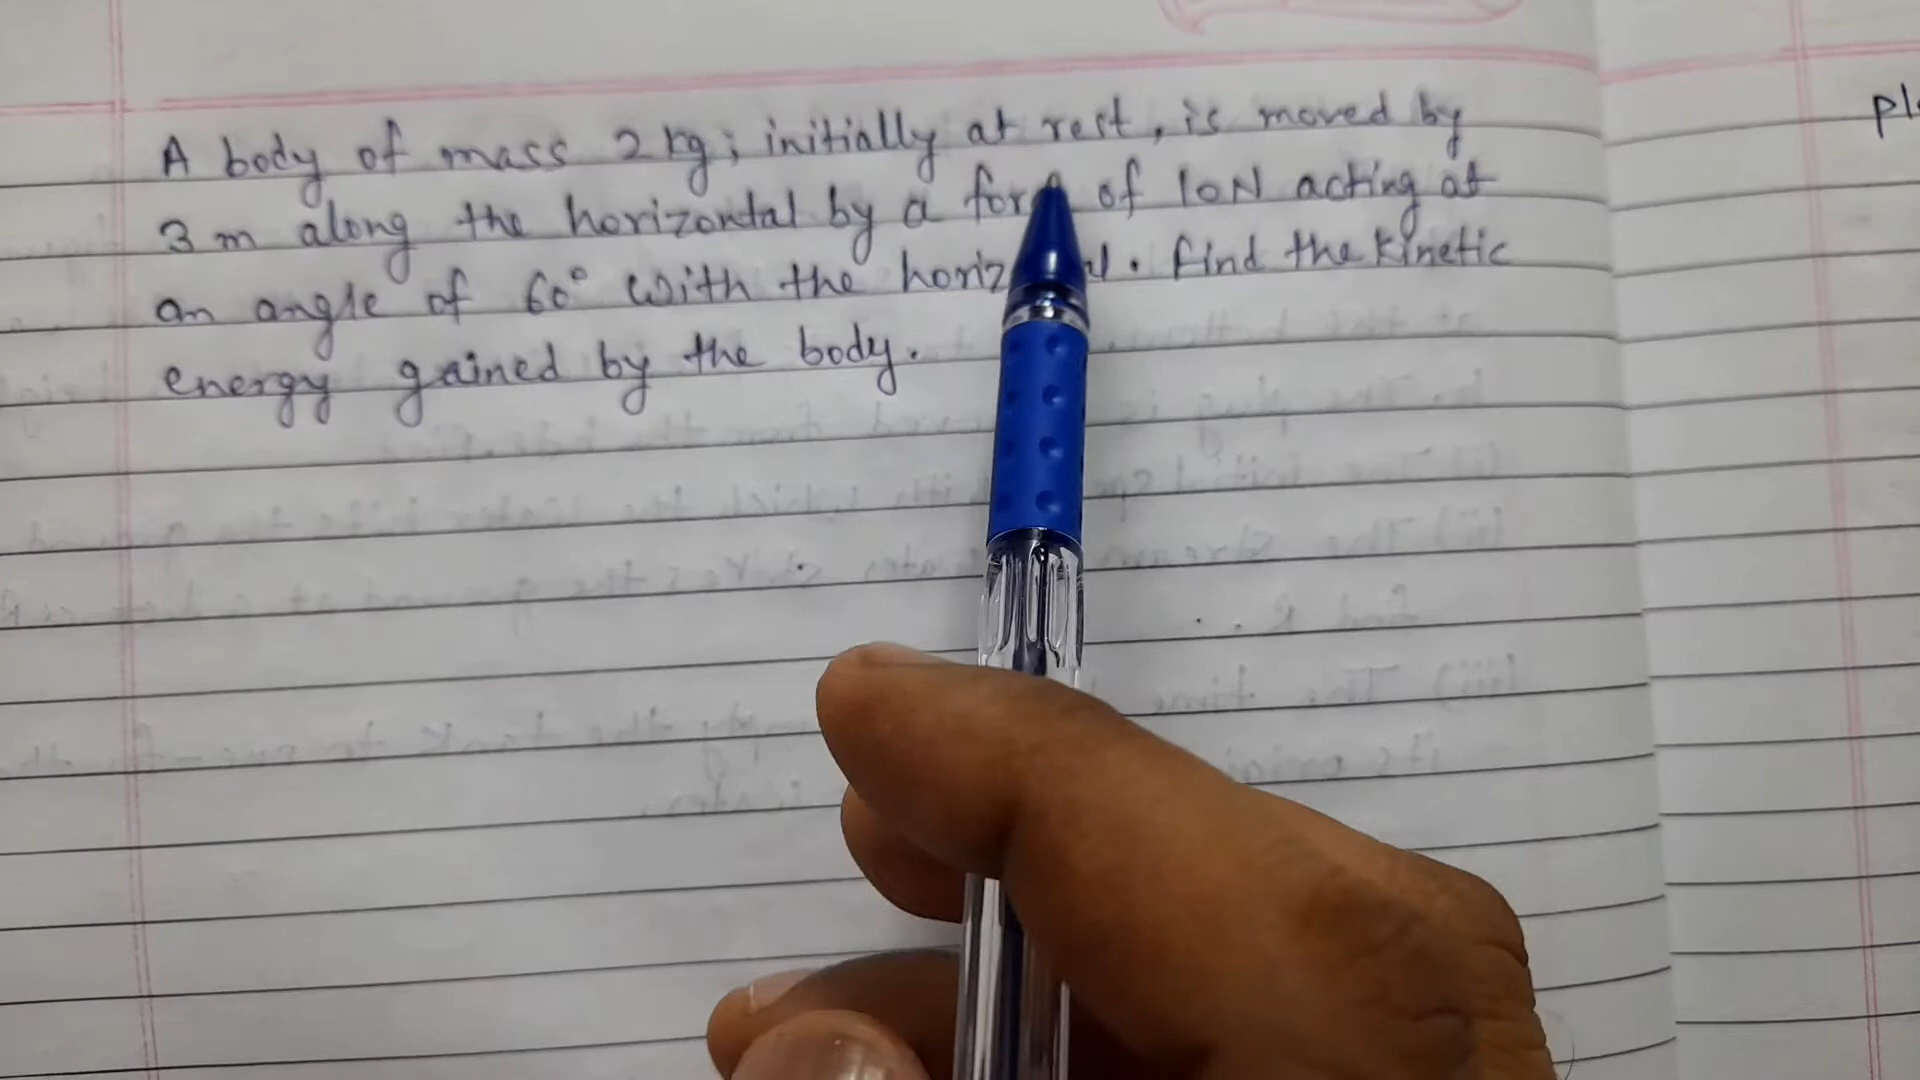 A body of mass 2 kg; initially at rest, is moved by
3 m along the horizontal by a of 10N acting at
an angle of 60° with the . Find the kinetic
energy gained by the body.